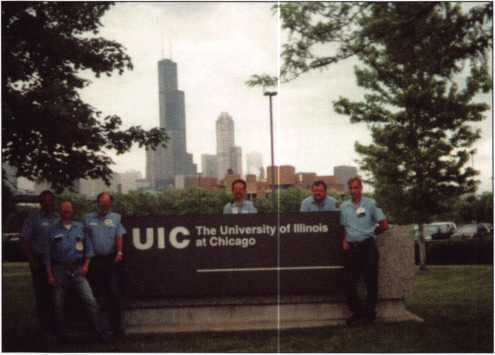 UIC
The University of Illinois
at Chicago